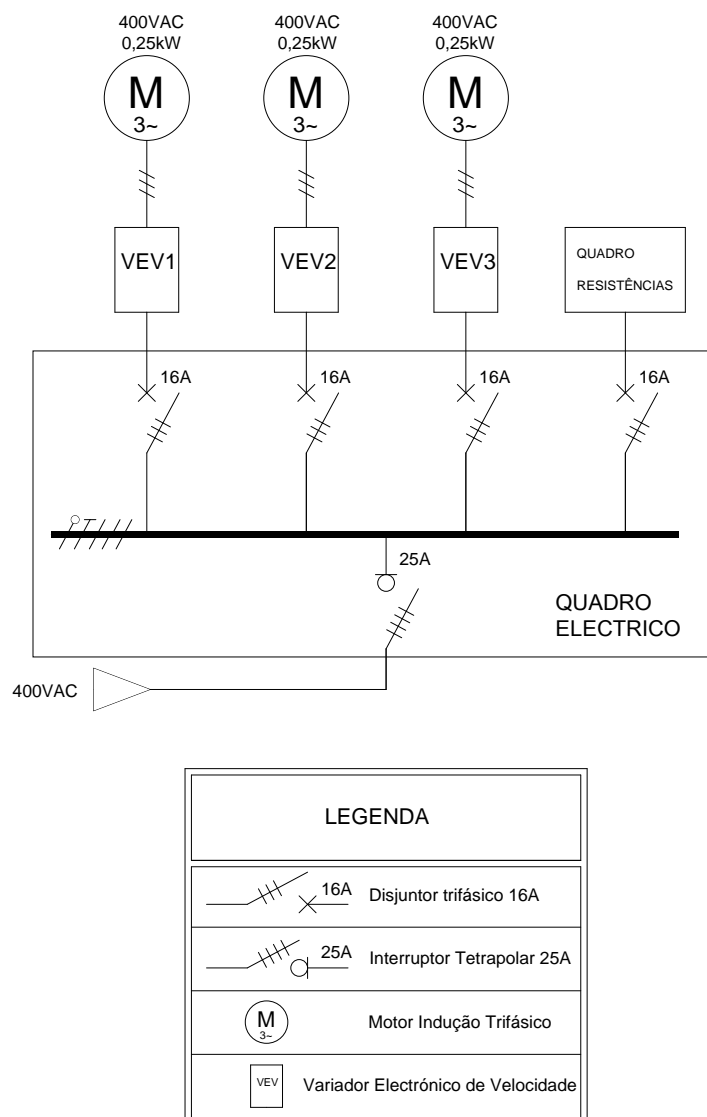 400VAC
0,25kW
400VAC
0,25kW
400VAC
0,25kW
M
3~
M
3~
M
3~
VEV1
VEV2
VEV3
QUADRO
RESISTÊNCIAS
16A
16A
16A
16A
25A
QUADRO
ELECTRICO
400VAC
LEGENDA
16A Disjuntor trifásico 16A
25A Interruptor Tetrapolar 25A
M
3~
Motor Indução Trifásico
VEV Variador Electrónico de Velocidade